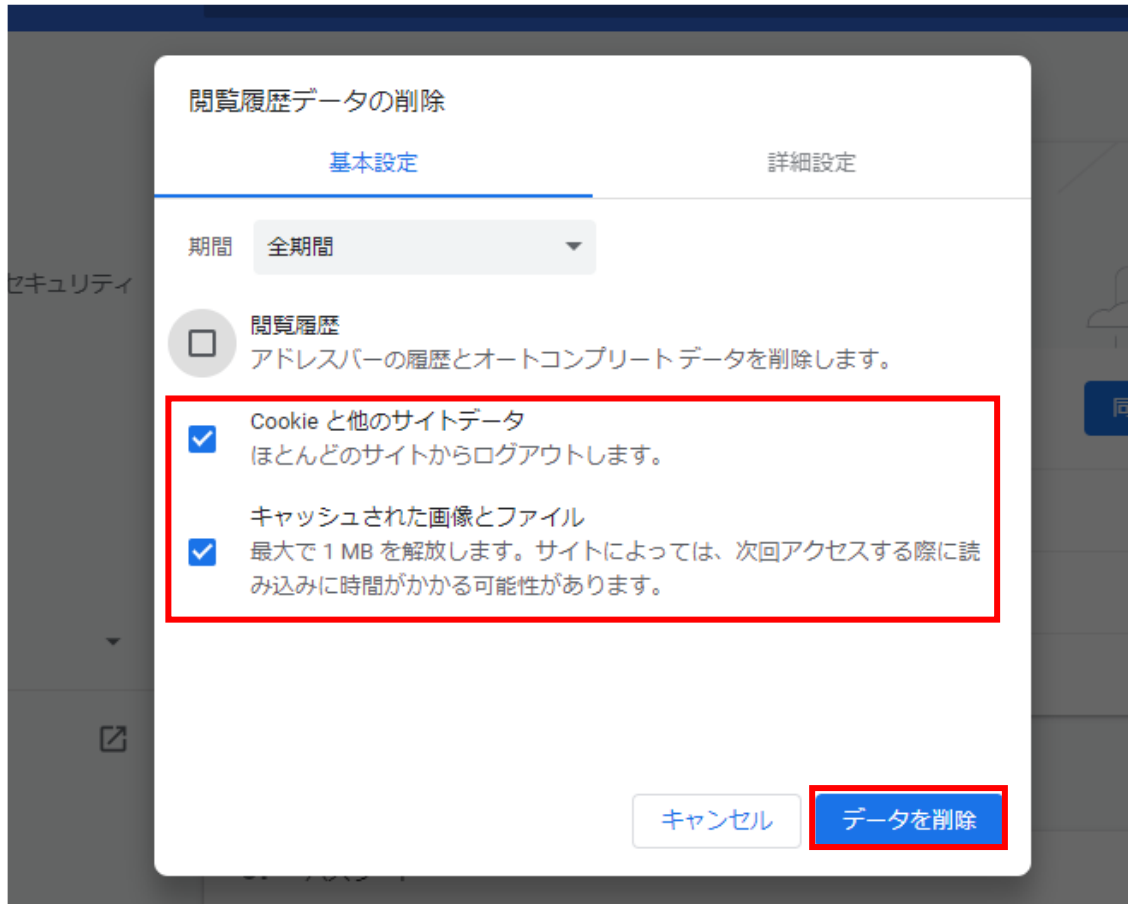 閲覧履歴データの削除
基本設定 詳細設定
期間 全期間
セキュリティ
閲覧履歴
アドレスバーの履歴とオートコンプリート データを削除します。
Cookie と他のサイトデータ
ほとんどのサイトからログアウトします。
キャッシュされた画像とファイル
最大で 1 MB を解放します。サイトによっては、次回アクセスする際に読
み込みに時間がかかる可能性があります。
キャンセル データを削除